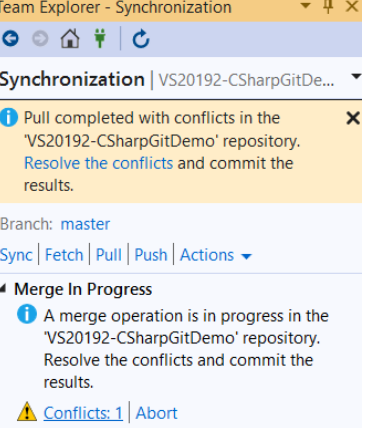 Team Explorer - Synchronization
Synchronization | VS20192-CSharpGitDe...
Pull completed with conflicts in the
'VS20192-CSharpGitDemo' repository.
Resolve the conflicts and commit the
results.
Branch: master
Sync | Fetch | Pull | Push | Actions
Merge In Progress
A merge operation is in progress in the
'VS20192-CSharpGitDemo' repository.
Resolve the conflicts and commit the
results.
Conflicts: 1 | Abort